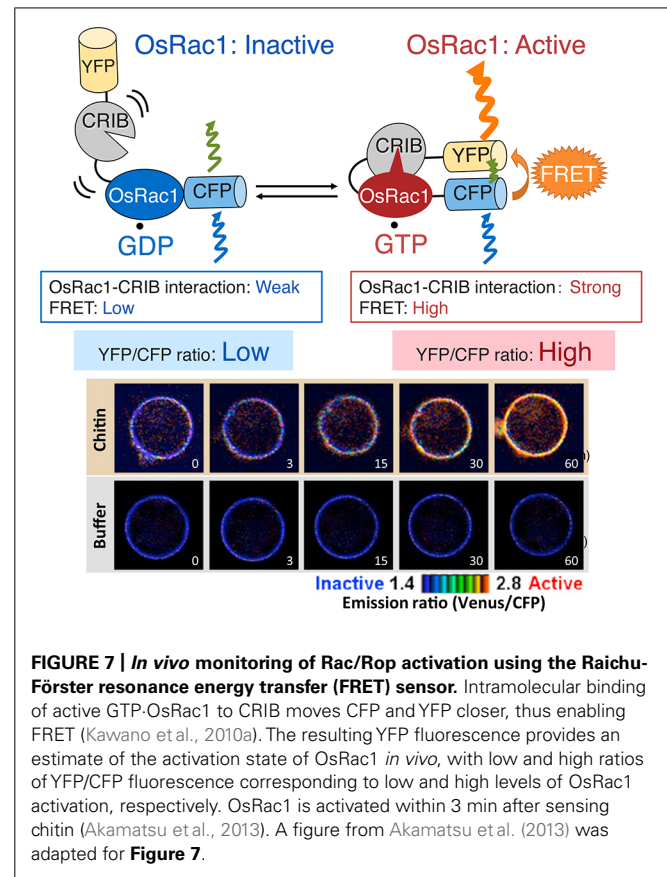 OsRac1: Inactive
OsRac1: Active
YFP
CRIB
OsRac1
CFP
GDP
CRIB
YFP
OsRac1
CFP
FRET
GTP
OsRac1-CRIB interaction: Weak
FRET: Low
OsRac1-CRIB interaction: Strong
FRET: High
YFP/CFP ratio: Low
YFP/CFP ratio: High
Chitin
0
3
15
30
60
Buffer
0
3
15
30
60
Inactive 1.4 2.8 Active
Emission ratio (Venus/CFP)
FIGURE 7 | In vivo monitoring of Rac/Rop activation using the Raichu-
Förster resonance energy transfer (FRET) sensor. Intramolecular binding
of active GTP·OsRac1 to CRIB moves CFP and YFP closer, thus enabling
FRET (Kawano et al., 2010a). The resulting YFP fluorescence provides an
estimate of the activation state of OsRac1 in vivo, with low and high ratios
of YFP/CFP fluorescence corresponding to low and high levels of OsRac1
activation, respectively. OsRac1 is activated within 3 min after sensing
chitin (Akamatsu et al., 2013). A figure from Akamatsu et al. (2013) was
adapted for Figure 7.